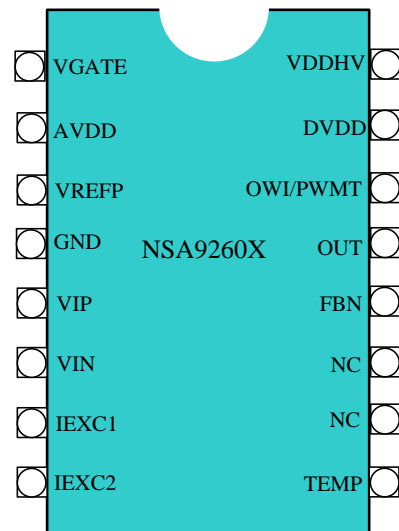 VGATE VDDHV
AVDD DVDD
VREFP OWI/PWMT
GND NSA9260X OUT
VIP FBN
VIN NC
IEXC1 NC
IEXC2 TEMP